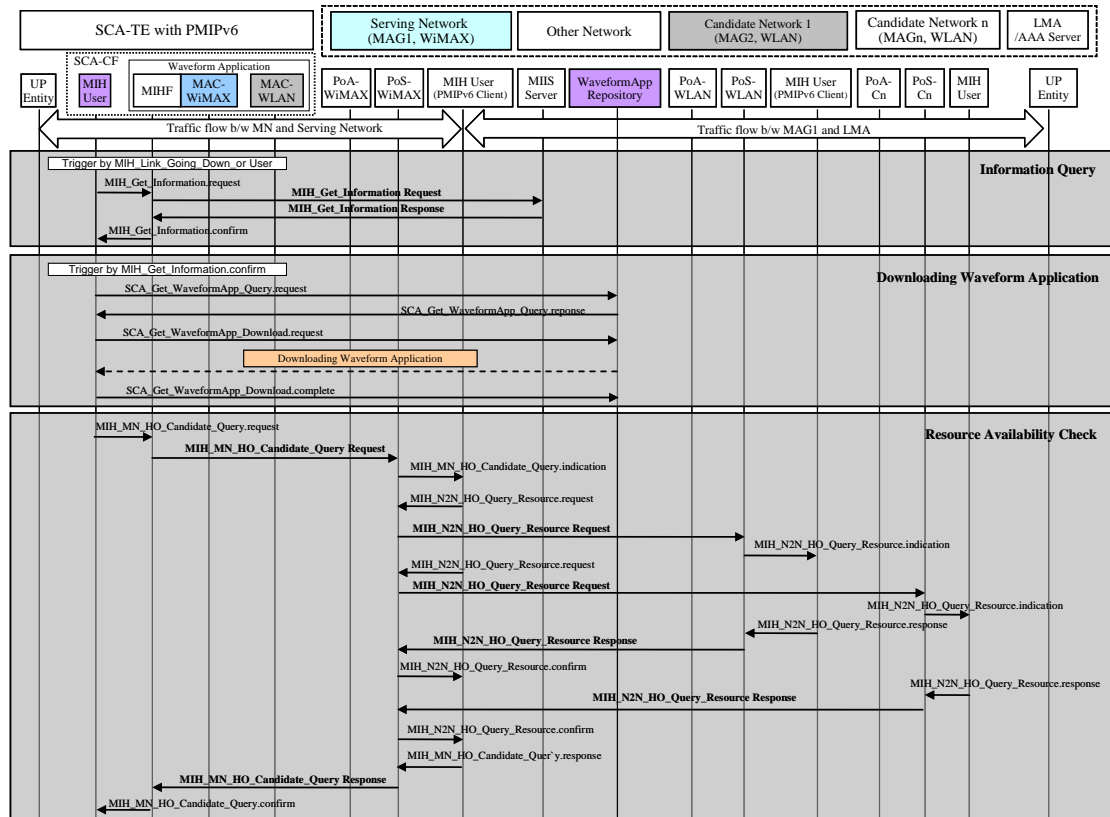 SCA-TE with PMIPv6
Serving Network
(MAG1, WiMAX)
Other Network
Candidate Network 1
(MAG2, WLAN)
Candidate Network n
(MAGn, WLAN)
LMA
/AAA Server
SCA-CF
Waveform Application
UP
Entity
MIH
User
MIHF
MAC-
WiMAX
MAC-
WLAN
PoA-
WiMAX
PoS-
WiMAX
MIH User
(PMIPv6 Client)
MIIS
Server
WaveformApp
Repository
PoA-
WLAN
PoS-
WLAN
MIH User
(PMIPv6 Client)
PoA-
Cn
PoS-
Cn
MIH
User
UP
Entity
Traffic flow b/w MN and Serving Network
Traffic flow b/w MAG1 and LMA
Trigger by MIH_Link_Going_Down_or User
Information Query
MIH_Get_Information.request
MIH_Get_Information Request
MIH_Get_Information Response
MIH_Get_Information.confirm
Trigger by MIH_Get_Information.confirm
Downloading Waveform Application
SCA_Get_WaveformApp_Query.request
SCA_Get_WaveformApp_Query.reponse
SCA_Get_WaveformApp_Download.request
Downloading Waveform Application
SCA_Get_WaveformApp_Download.complete
MIH_MN_HO_Candidate_Query.request
Resource Availability Check
MIH_MN_HO_Candidate_Query Request
MIH_MN_HO_Candidate_Query.indication
MIH_N2N_HO_Query_Resource.request
MIH_N2N_HO_Query_Resource Request
MIH_N2N_HO_Query_Resource.indication
MIH_N2N_HO_Query_Resource.request
MIH_N2N_HO_Query_Resource Request
MIH_N2N_HO_Query_Resource.indication
MIH_N2N_HO_Query_Resource.response
MIH_N2N_HO_Query_Resource Response
MIH_N2N_HO_Query_Resource.confirm
MIH_N2N_HO_Query_Resource.response
MIH_N2N_HO_Query_Resource Response
MIH_N2N_HO_Query_Resource.confirm
MIH_MN_HO_Candidate_Quer`y.response
MIH_MN_HO_Candidate_Query Response
MIH_MN_HO_Candidate_Query.confirm